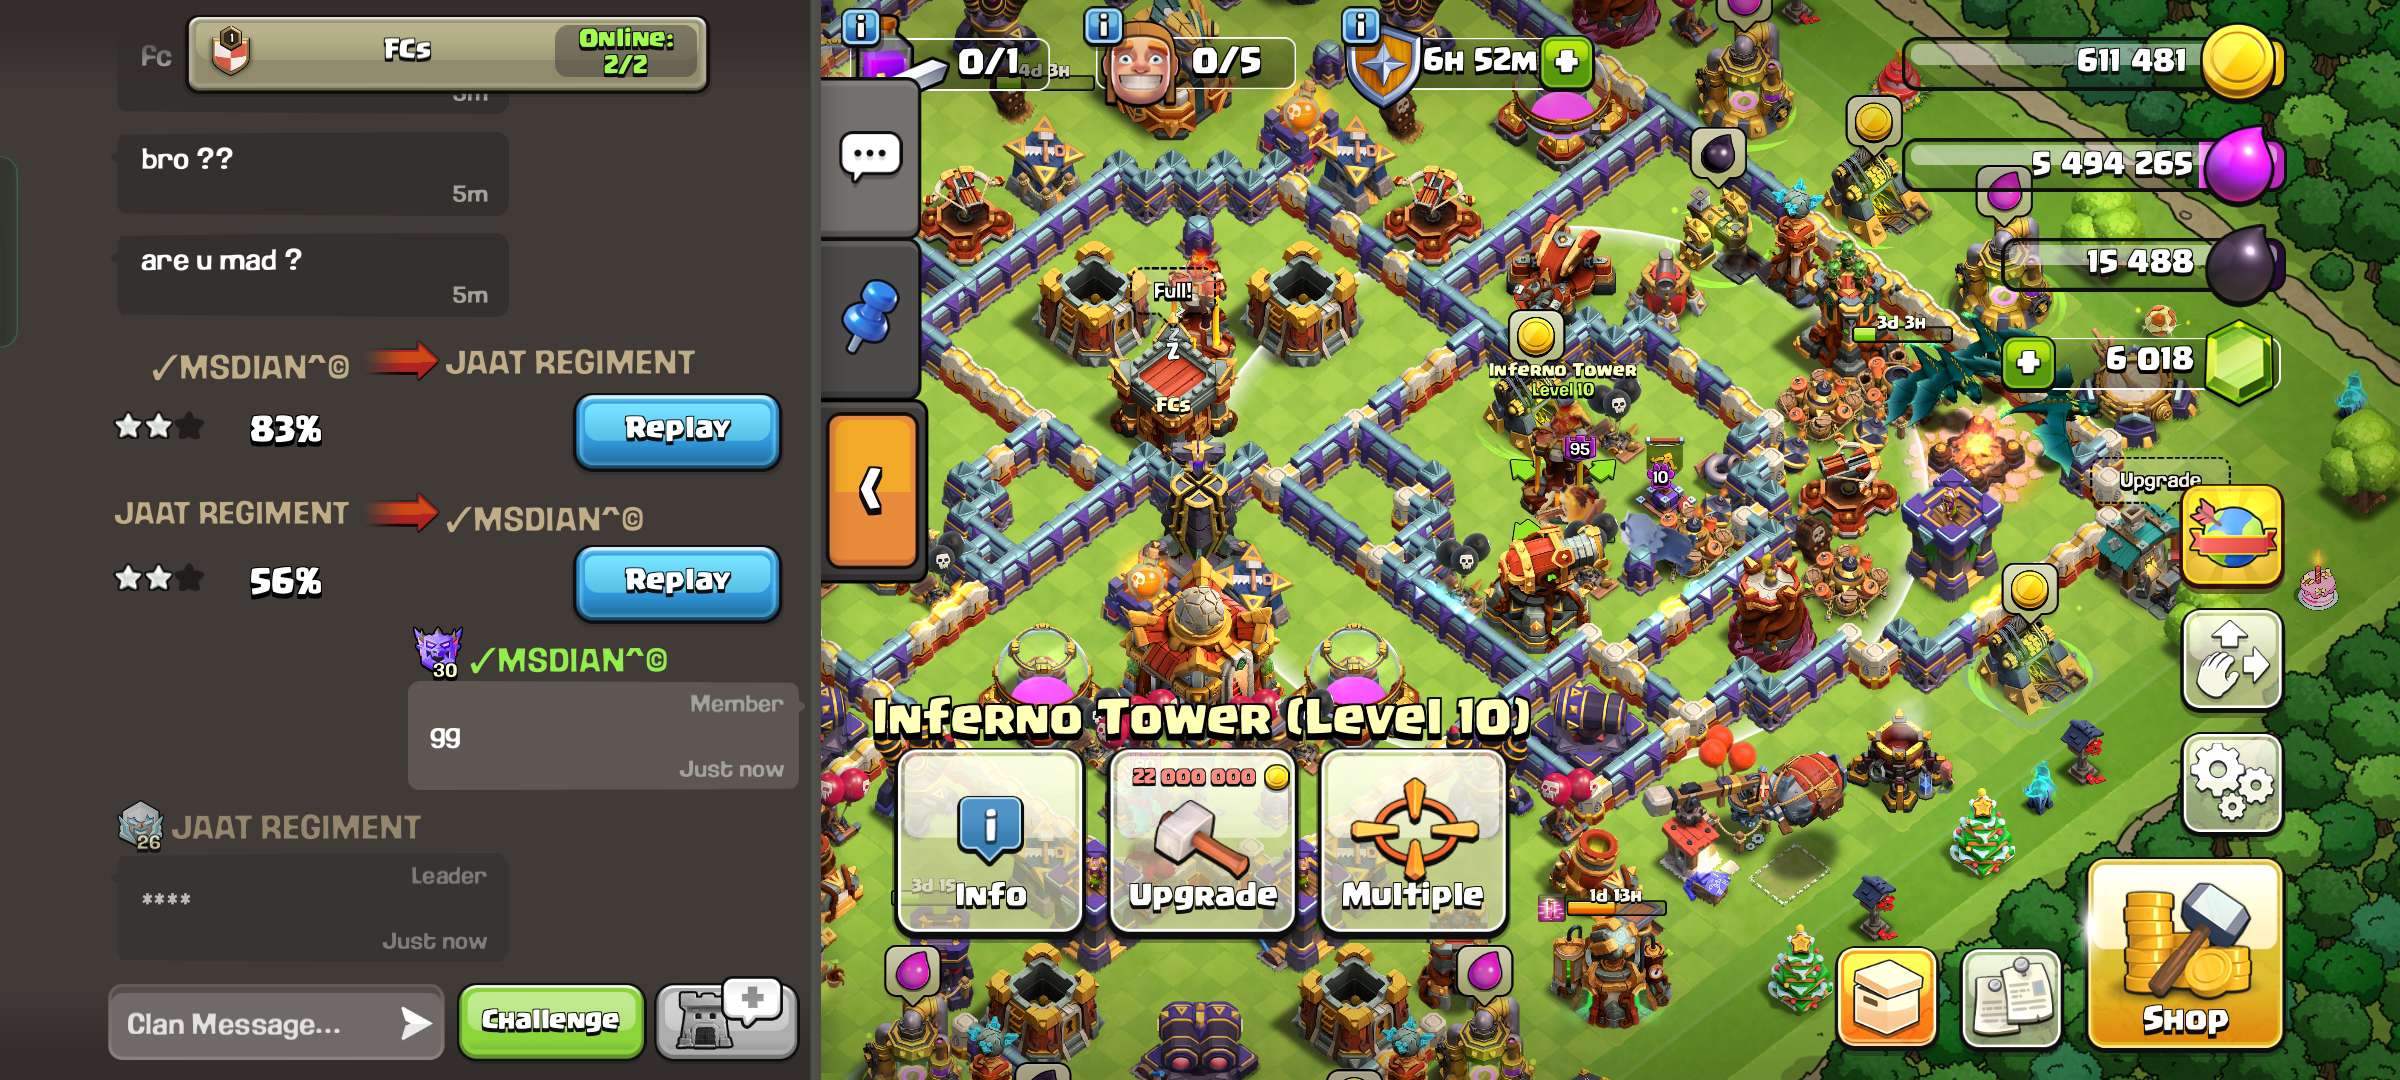 fc
FCs
Online:
2/2
5m
bro ??
5m
are u mad ?
5m
✓MSDIAN^© JAAT REGIMENT
83%
Replay
JAAT REGIMENT ✓MSDIAN^©
56%
Replay
30 ✓MSDIAN^©
Member
gg
Just now
26 JAAT REGIMENT
Leader
****
Just now
Clan Message...
Challenge
0/1
4d 3H
0/5
6H 52M
611 481
5 494 265
15 488
6 018
3d 3H
Full!
z
z
z
FCs
Inferno Tower
Level 10
95
10
Upgrade
Inferno Tower (Level 10)
Info
22 000 000
Upgrade
Multiple
1d 13H
Shop